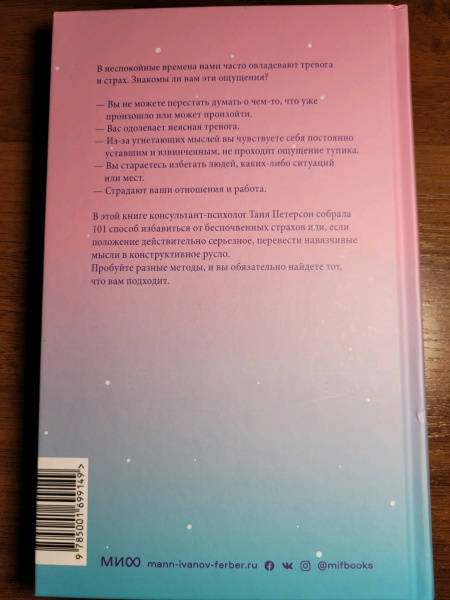 В неспокойные времена нами часто овладевают тревога
и страх. Знакомы ли вам эти ощущения?
— Вы не можете перестать думать о чем-то, что уже
произошло или может произойти.
— Вас одолевает неясная тревога.
— Из-за угнетающих мыслей вы чувствуете себя постоянно
уставшим и взвинченным, не проходит ощущение тупика.
— Вы стараетесь избегать людей, каких-либо ситуаций
или мест.
— Страдают ваши отношения и работа.
В этой книге консультант-психолог Таня Петерсон собрала
101 способ избавиться от беспочвенных страхов или, если
положение действительно серьезное, перевести навязчивые
мысли в конструктивное русло.
Пробуйте разные методы, и вы обязательно найдете тот,
что вам подходит.
9 785001 699149 >
МИФ mann-ivanov-ferber.ru @mifbooks